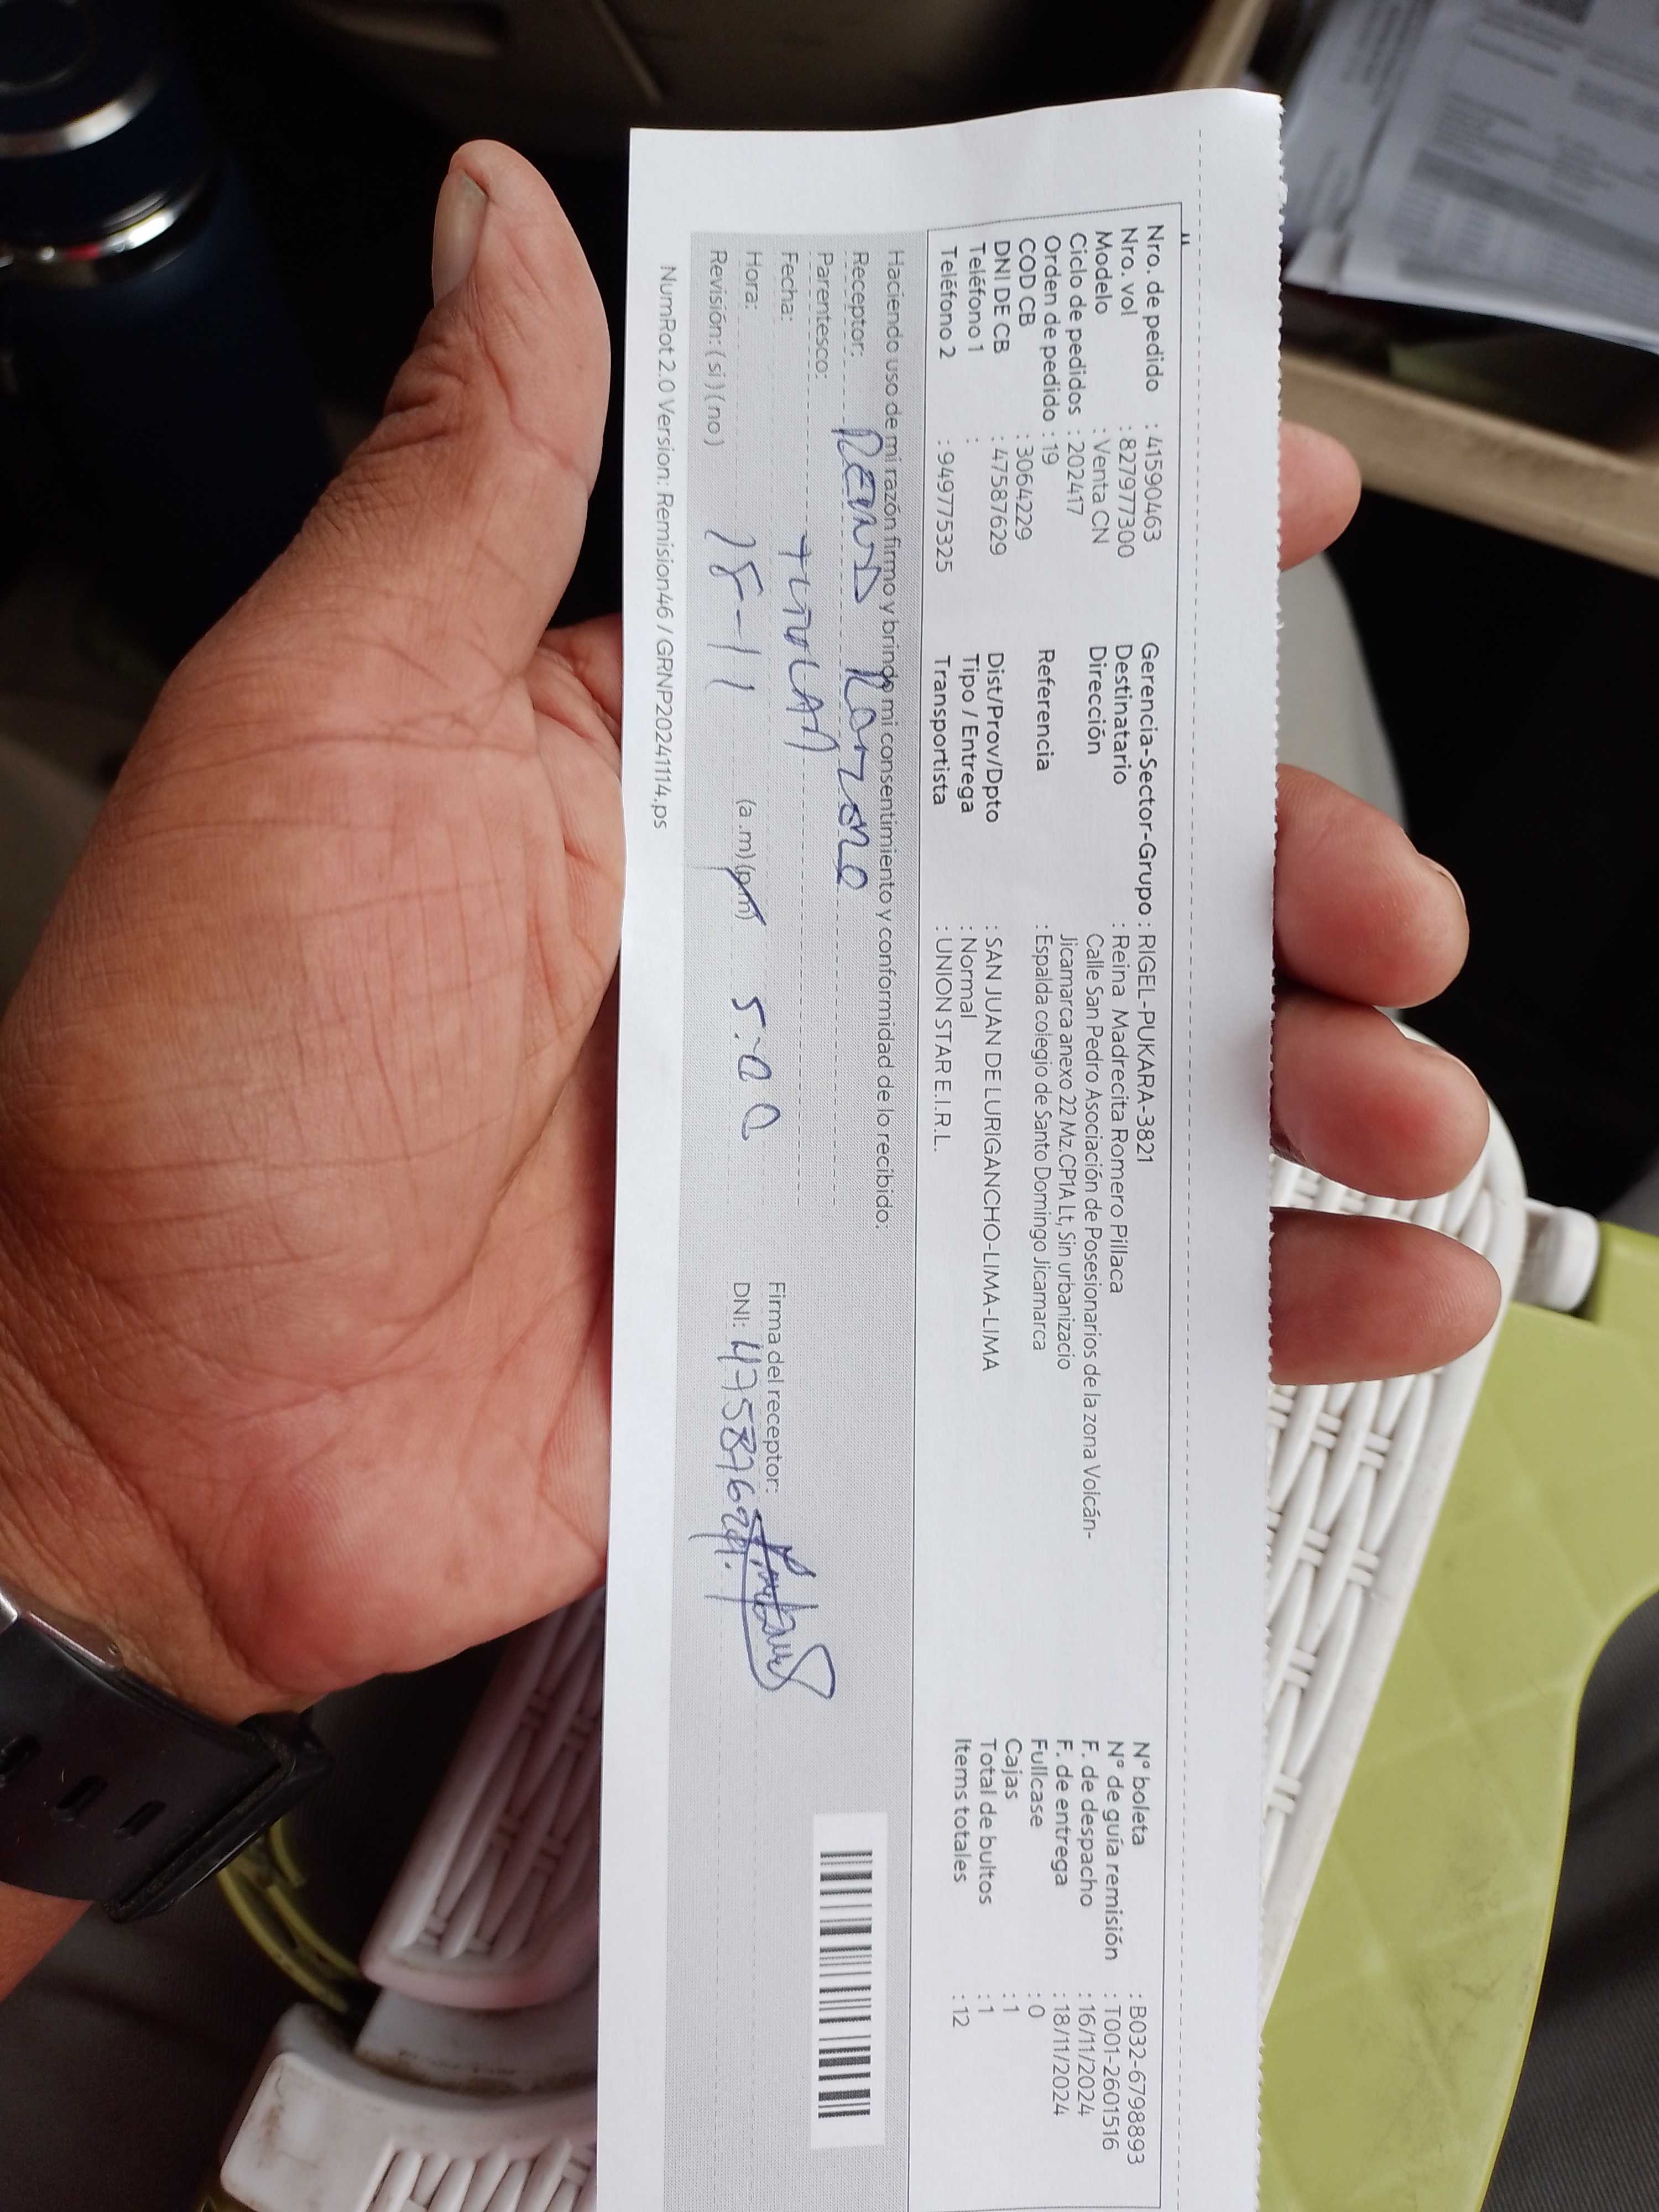 Nro. de pedido : 41590463
Nro. vol : 827977300
Modelo : Venta CN
Ciclo de pedidos : 202417
Orden de pedido : 19
COD CB : 3064229
DNI DE CB : 47587629
Teléfono 1 :
Teléfono 2 : 949775325
Gerencia-Sector-Grupo : RIGEL-PUKARA-3821
Destinatario : Reina Madrecita Romero Pillaca
Dirección Calle San Pedro Asociación de Posesionarios de la zona Volcán-
Jicamarca anexo 22 Mz.CP1A Lt, Sin urbanizacio
Referencia : Espalda colegio de Santo Domingo Jicamarca
Dist/Prov/Dpto : SAN JUAN DE LURIGANCHO-LIMA-LIMA
Tipo / Entrega : Normal
Transportista : UNION STAR E.I.R.L.
N° boleta : B032-6798893
N° de guía remisión : T001-2601516
F. de despacho : 16/11/2024
F. de entrega : 18/11/2024
Fullcase : 0
Cajas : 1
Total de bultos : 1
Items totales : 12
Haciendo uso de mi razón firmo y brindo mi consentimiento y conformidad de lo recibido:
Receptor:
Parentesco: titular
Fecha: 18-11
Hora: (a.m) (p.m) 5:00
Revisión: ( si ) ( no )
Firma del receptor:
DNI: 47587629
NumRot 2.0 Version: Remision46 / GRNP20241114.ps